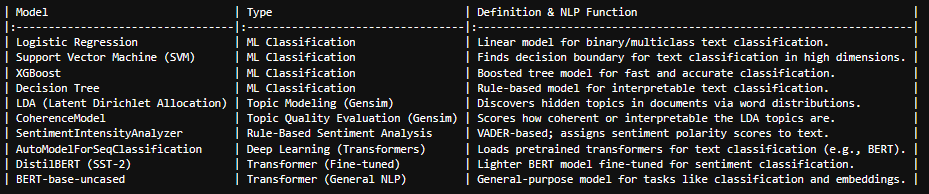 | Model | Type | Definition & NLP Function |
|:-------------------------------|:-----------------------------------|:-----------------------------------------------------------------|
| Logistic Regression | ML Classification | Linear model for binary/multiclass text classification. |
| Support Vector Machine (SVM) | ML Classification | Finds decision boundary for text classification in high dimensions. |
| XGBoost | ML Classification | Boosted tree model for fast and accurate classification. |
| Decision Tree | ML Classification | Rule-based model for interpretable text classification. |
| LDA (Latent Dirichlet Allocation) | Topic Modeling (Gensim) | Discovers hidden topics in documents via word distributions. |
| CoherenceModel | Topic Quality Evaluation (Gensim) | Scores how coherent or interpretable the LDA topics are. |
| SentimentIntensityAnalyzer | Rule-Based Sentiment Analysis | VADER-based; assigns sentiment polarity scores to text. |
| AutoModelForSeqClassification | Deep Learning (Transformers) | Loads pretrained transformers for text classification (e.g., BERT). |
| DistilBERT (SST-2) | Transformer (Fine-tuned) | Lighter BERT model fine-tuned for sentiment classification. |
| BERT-base-uncased | Transformer (General NLP) | General-purpose model for tasks like classification and embeddings. |